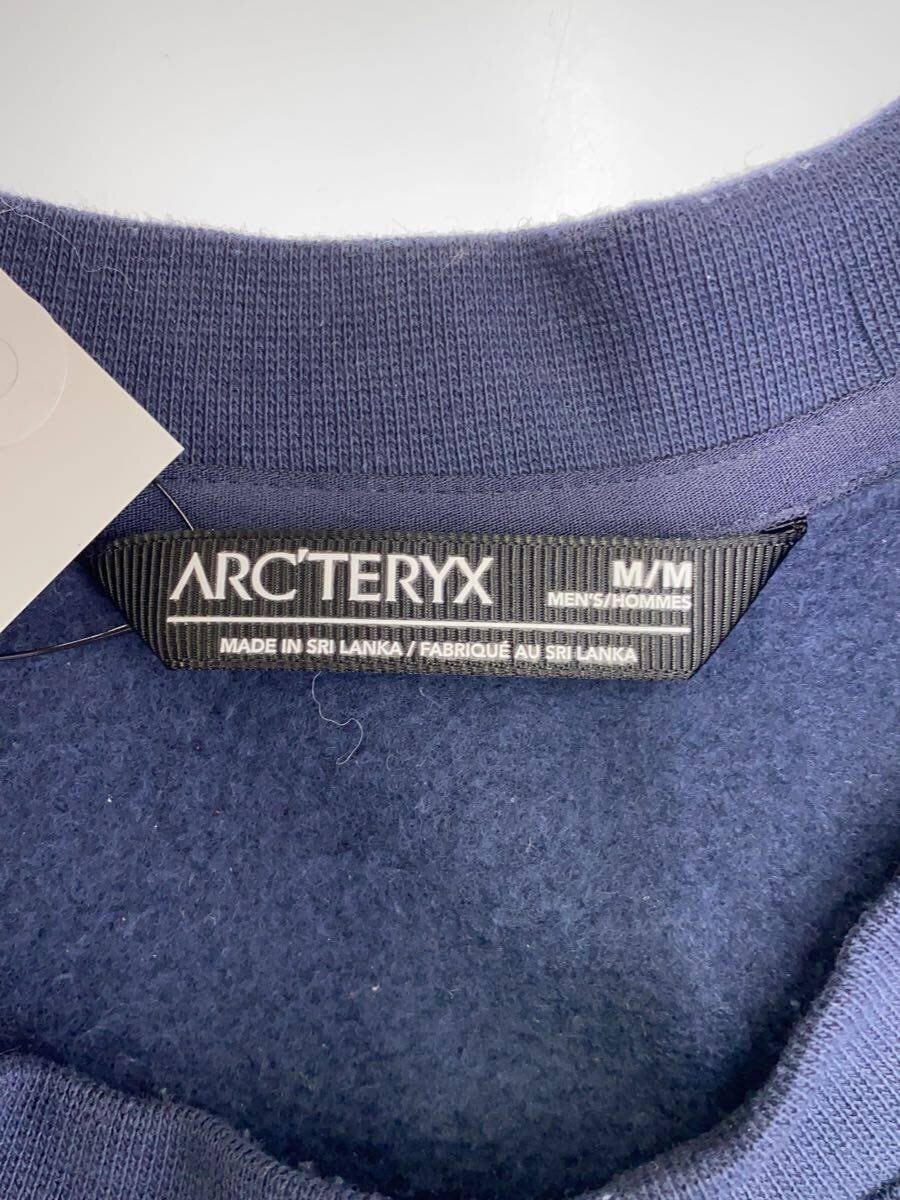 ARC'TERYX
M/M
MEN'S/HOMMES
MADE IN SRI LANKA / FABRIQUÉ AU SRI LANKA